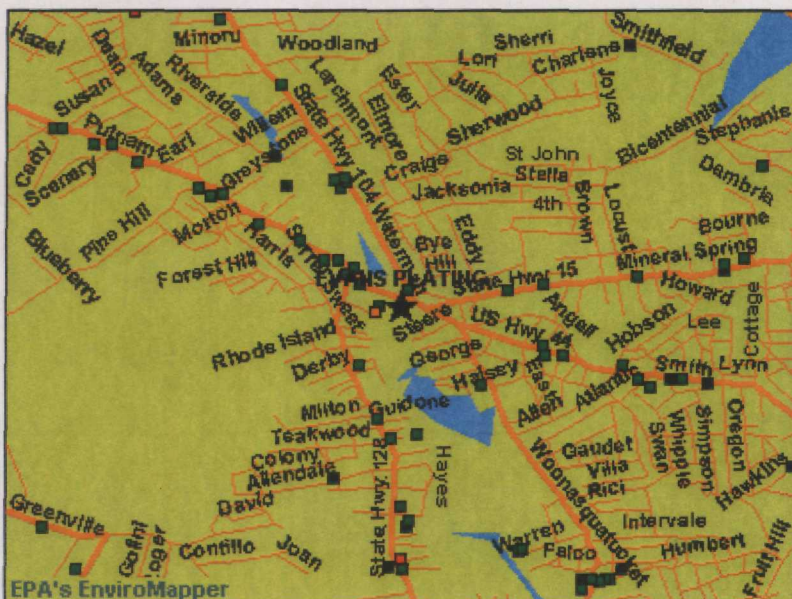 Hazel
Dean
Adams
Minoru
Woodland
Sherri
Smithfield
Lori
Charlene
Riverside
Larchmont
Ester
Julia
Joyce
Susan
State Hwy 104 Waterman
Elmore
Sherwood
Bicentennial
Stephanie
Putnam
Earl
Greystone
Craige
St John
Cady
Scenery
Jacksonia
Stella
Dambria
4th
Brown
Locust
Pine Hill
Morton
Eddy
Bourne
Blueberry
Harris
Bye
Hill
Mineral Spring
Forest Hill
State Hwy 15
Howard
Sweet
Steere
Angell
Cottage
Rhode Island
US Hwy 44
Hobson
Lee
George
Derby
Halsey
East
Smith
Lynn
Atlantic
Allen
Milton
Guidone
Teakwood
Woonasquatucket
Gaudet
Swan
Whipple
Simpson
Oregon
Colony
Allendale
Hayes
Villa
Rici
Hawkins
State Hwy 128
David
Greenville
Intervale
Warren
Contillo
Joan
Falco
Humbert
Fruit Hill
EPA's EnviroMapper